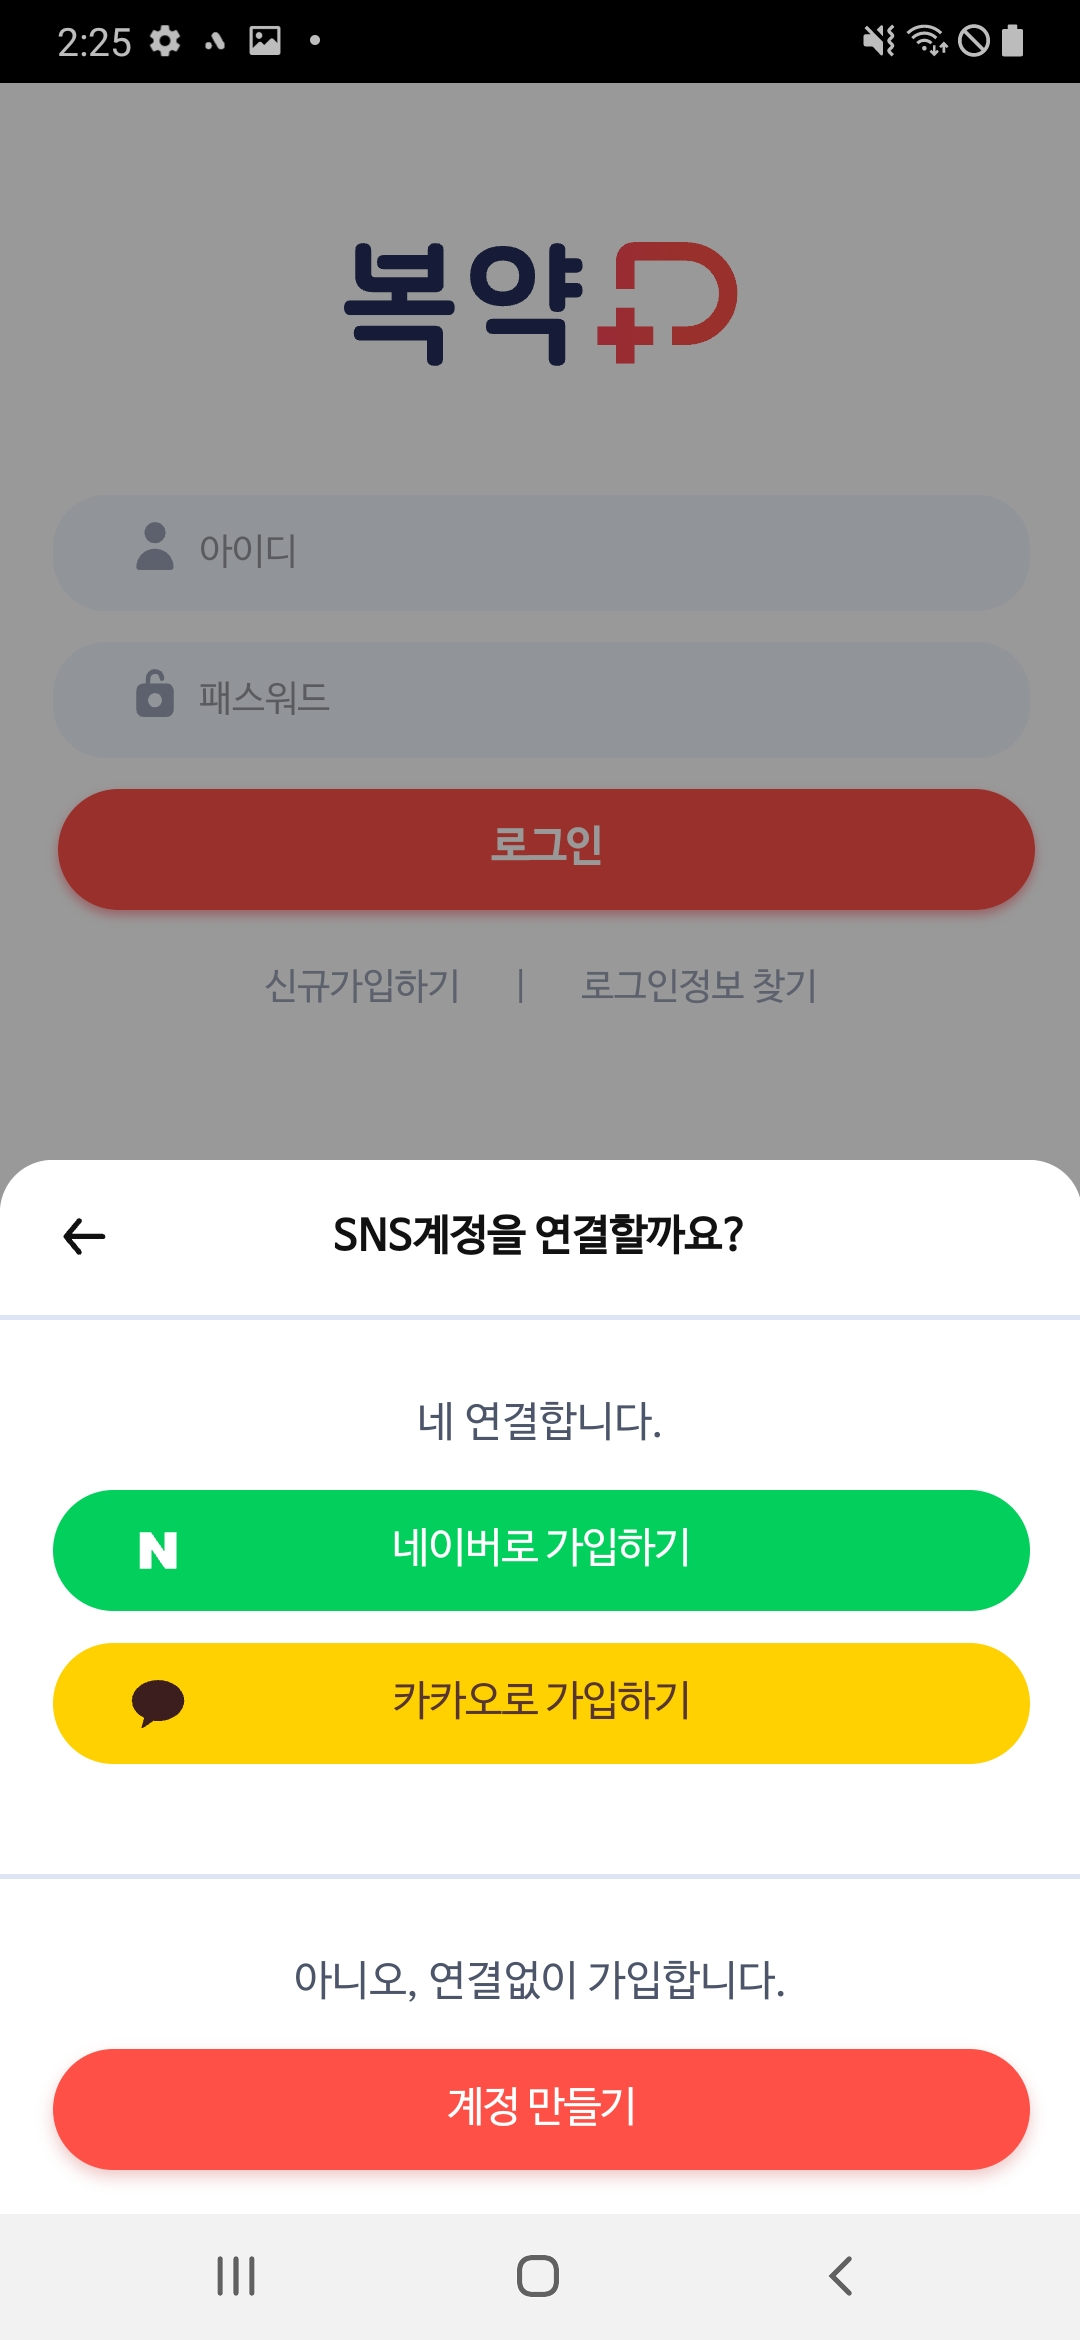 2:25
복약P
아이디
패스워드
로그인
신규가입하기 | 로그인정보 찾기
SNS계정을 연결할까요?
네 연결합니다.
N 네이버로 가입하기
카카오로 가입하기
아니오, 연결없이 가입합니다.
계정 만들기